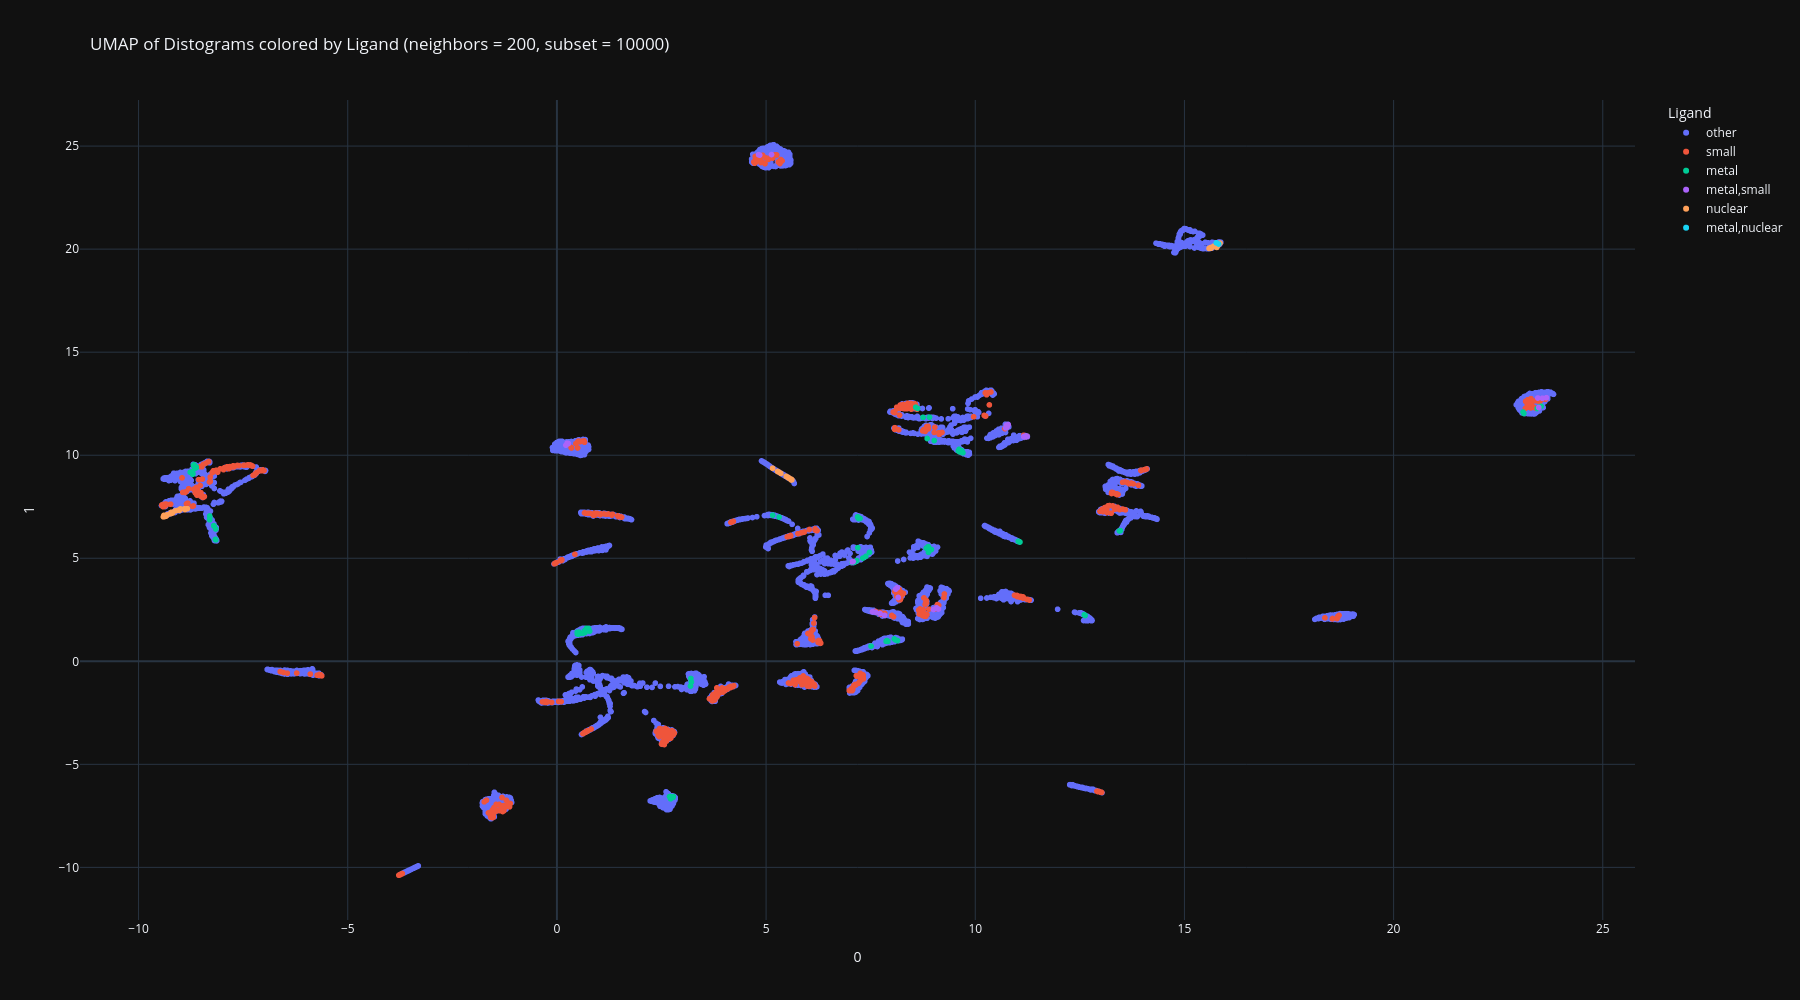 UMAP of Distograms colored by Ligand (neighbors = 200, subset = 10000)
Ligand
other
small
metal
metal,small
nuclear
metal,nuclear
25
20
15
10
5
0
−5
−10
1
−10
−5
0
5
10
15
20
25
0